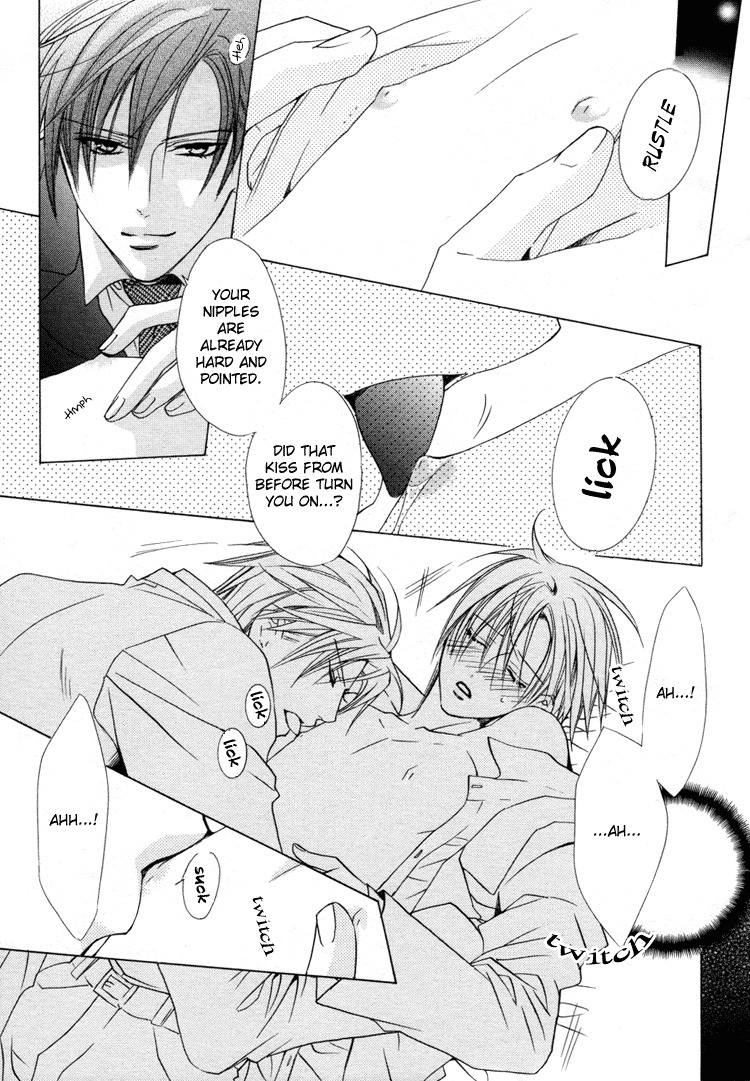 RUSTLE
Heh
Hmph
YOUR
NIPPLES
ARE
ALREADY
HARD AND
POINTED.
DID THAT
KISS FROM
BEFORE TURN
YOU ON...?
lick
AH...!
twitch
...AH...
lick
lick
twitch
AHH...!
suck
twitch